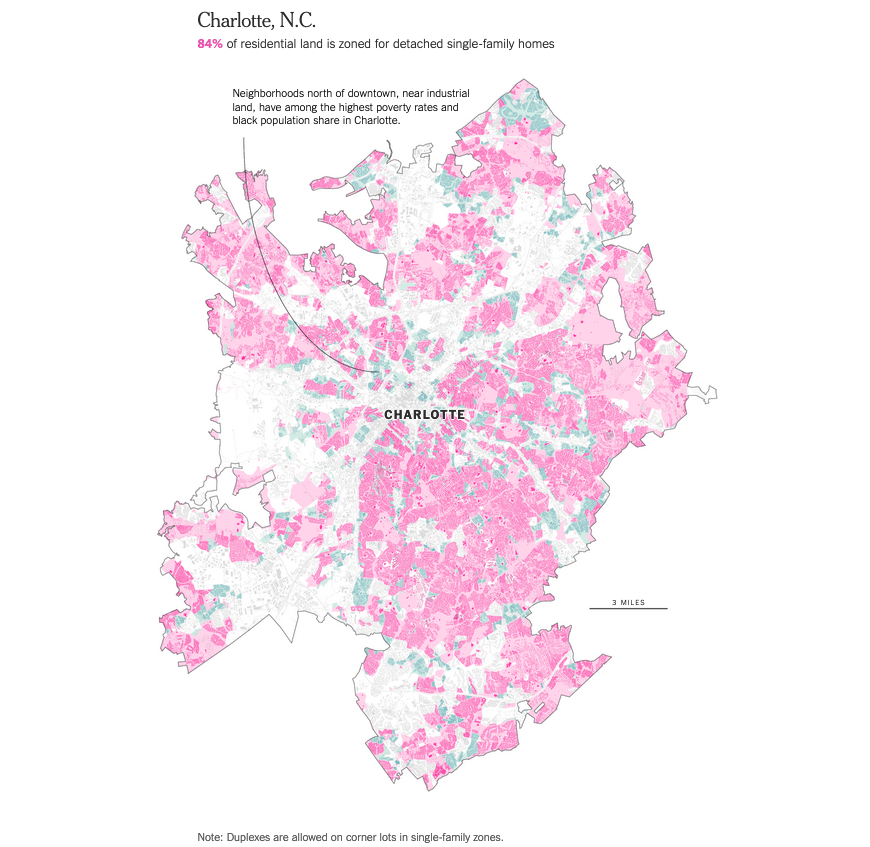 Charlotte, N.C.
84% of residential land is zoned for detached single-family homes
Neighborhoods north of downtown, near industrial
land, have among the highest poverty rates and
black population share in Charlotte.
CHARLOTTE
3 MILES
Note: Duplexes are allowed on corner lots in single-family zones.